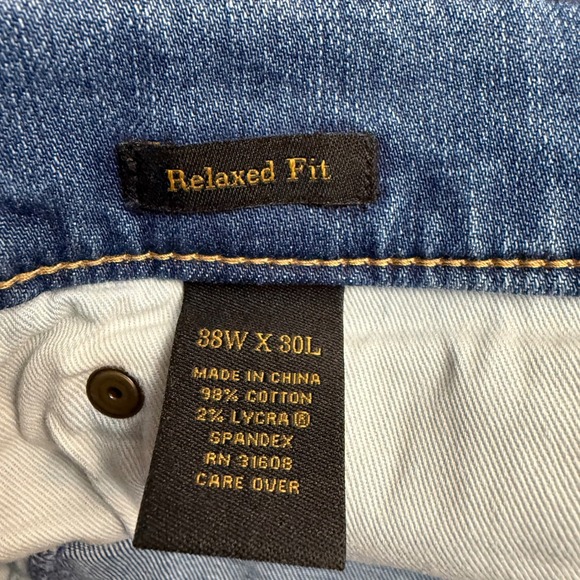 Relaxed Fit
38W X 30L
MADE IN CHINA
98% COTTON
2% LYCRA®
SPANDEX
RN 31608
CARE OVER